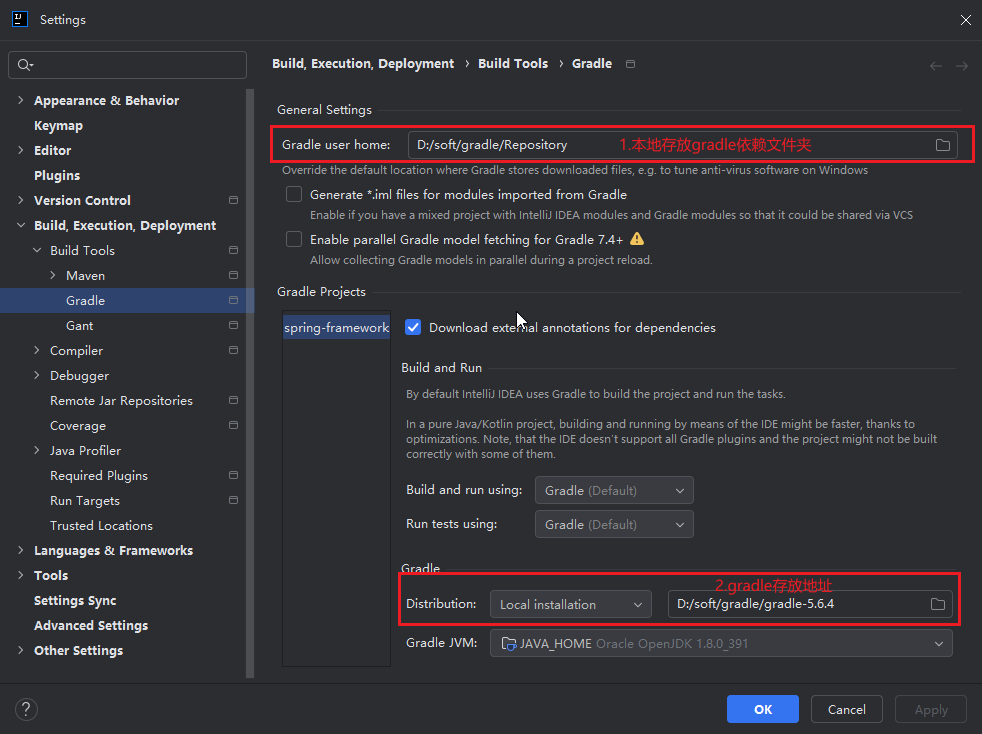 Settings
Build, Execution, Deployment › Build Tools › Gradle
Appearance & Behavior
Keymap
Editor
Plugins
Version Control
Build, Execution, Deployment
Build Tools
Maven
Gradle
Gant
Compiler
Debugger
Remote Jar Repositories
Coverage
Java Profiler
Required Plugins
Run Targets
Trusted Locations
Languages & Frameworks
Tools
Settings Sync
Advanced Settings
Other Settings
General Settings
Gradle user home: D:/soft/gradle/Repository 1.本地存放gradle依赖文件夹
Override the default location where Gradle stores downloaded files, e.g. to tune anti-virus software on Windows
Generate *.iml files for modules imported from Gradle
Enable if you have a mixed project with IntelliJ IDEA modules and Gradle modules so that it could be shared via VCS
Enable parallel Gradle model fetching for Gradle 7.4+
Allow collecting Gradle models in parallel during a project reload.
Gradle Projects
spring-framework
Download external annotations for dependencies
Build and Run
By default IntelliJ IDEA uses Gradle to build the project and run the tasks.
In a pure Java/Kotlin project, building and running by means of the IDE might be faster, thanks to
optimizations. Note, that the IDE doesn't support all Gradle plugins and the project might not be built
correctly with some of them.
Build and run using: Gradle (Default)
Run tests using: Gradle (Default)
Gradle
2.gradle存放地址
Distribution: Local installation D:/soft/gradle/gradle-5.6.4
Gradle JVM: JAVA_HOME Oracle OpenJDK 1.8.0_391
?
OK Cancel Apply